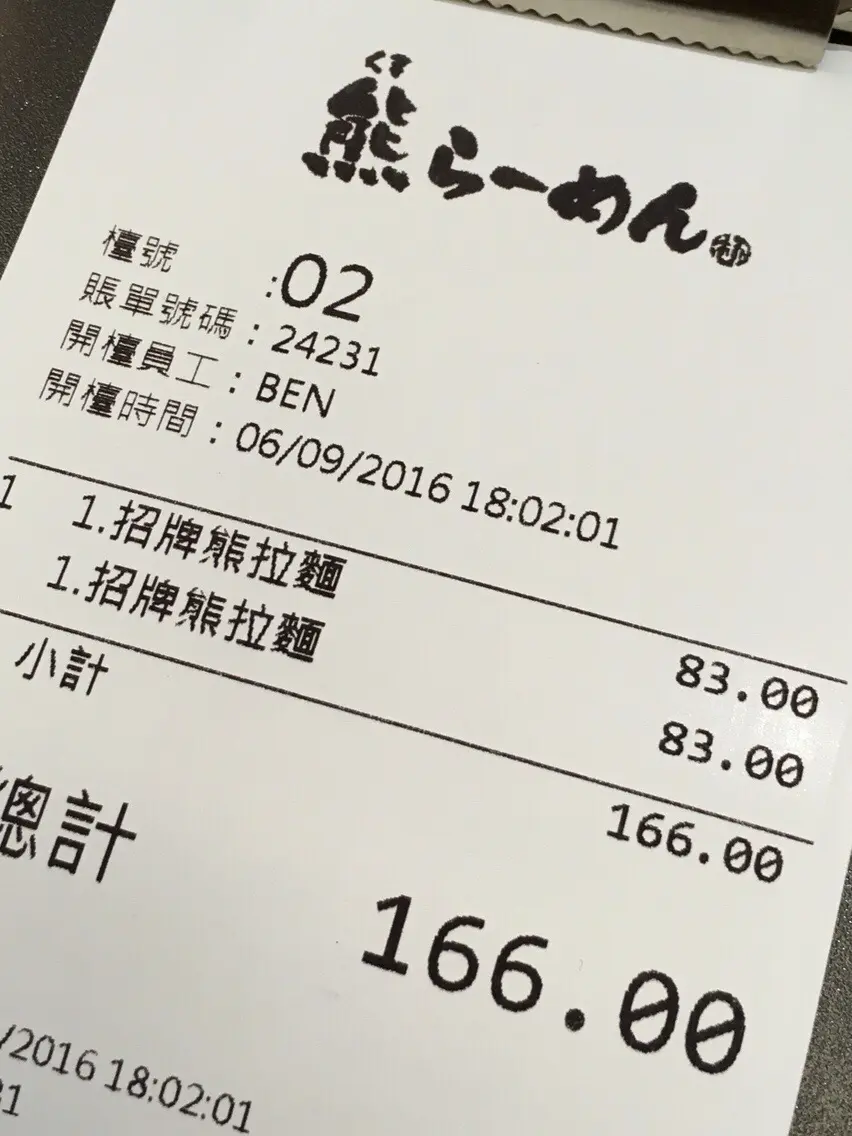 くま
熊らーめん
檯號 :02
賬單號碼 : 24231
開檯員工 : BEN
開檯時間 : 06/09/2016 18:02:01
1 1.招牌熊拉麵 83.00
1.招牌熊拉麵 83.00
小計 166.00
總計 166.00
/2016 18:02:01
31